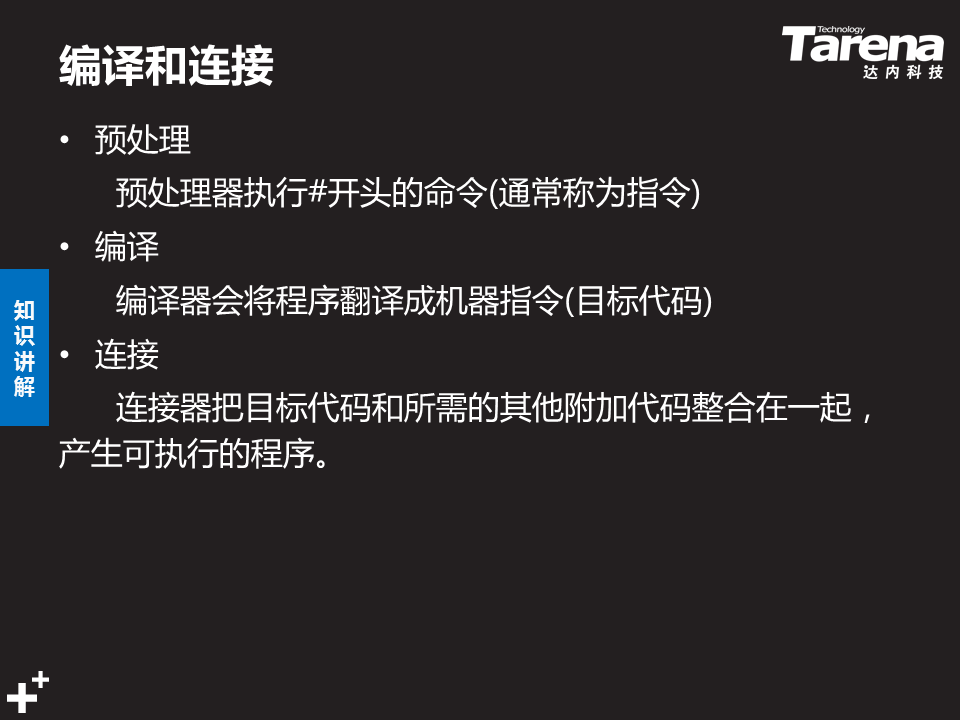 编译和连接
Technology
Tarena
达内科技
• 预处理
预处理器执行#开头的命令(通常称为指令)
• 编译
编译器会将程序翻译成机器指令(目标代码)
• 连接
连接器把目标代码和所需的其他附加代码整合在一起，
产生可执行的程序。
知
识
讲
解